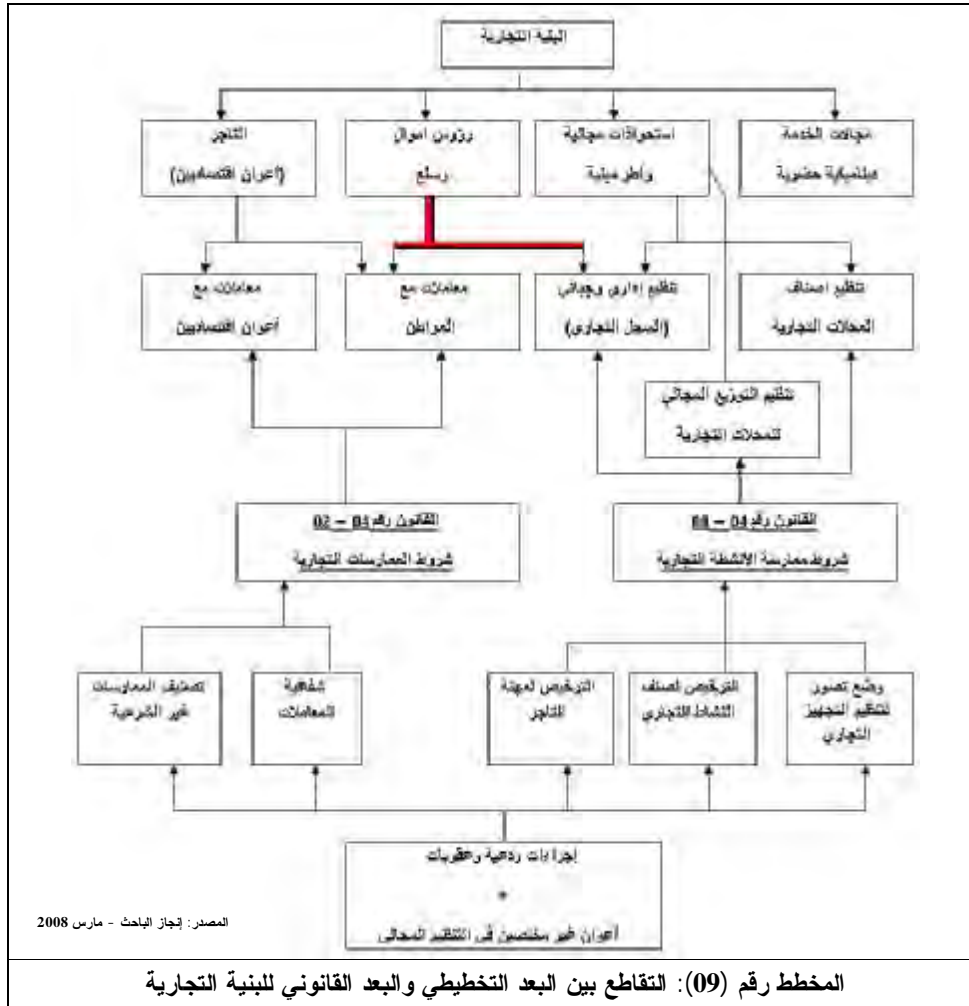 البنية التجارية
مجالات الخدمة
حضرية
استحواذات مجالية
وأطر مبنية
رؤوس أموال
وسلع
التاجر
(أعوان اقتصاديين)
تنظيم أصناف
المحلات التجارية
تنظيم إداري وجبائي
(السجل التجاري)
معاملات مع
المواطن
معاملات مع
أعوان اقتصاديين
تنظيم التوزيع المجالي
للمحلات التجارية
القانون رقم 04 – 08
شروط ممارسة الأنشطة التجارية
القانون رقم 04 – 02
شروط الممارسات التجارية
وضع تصور
لتنظيم التجهيز
التجاري
الترخيص لصنف
النشاط التجاري
الترخيص لمهنة
التاجر
شفافية
المعاملات
تصنيف الممارسات
غير الشرعية
إجراءات ردعية وعقوبات
+
أعوان غير مختصين في التنظيم المجالي
المصدر: إنجاز الباحث - مارس 2008
المخطط رقم (09): التقاطع بين البعد التخطيطي والبعد القانوني للبنية التجارية